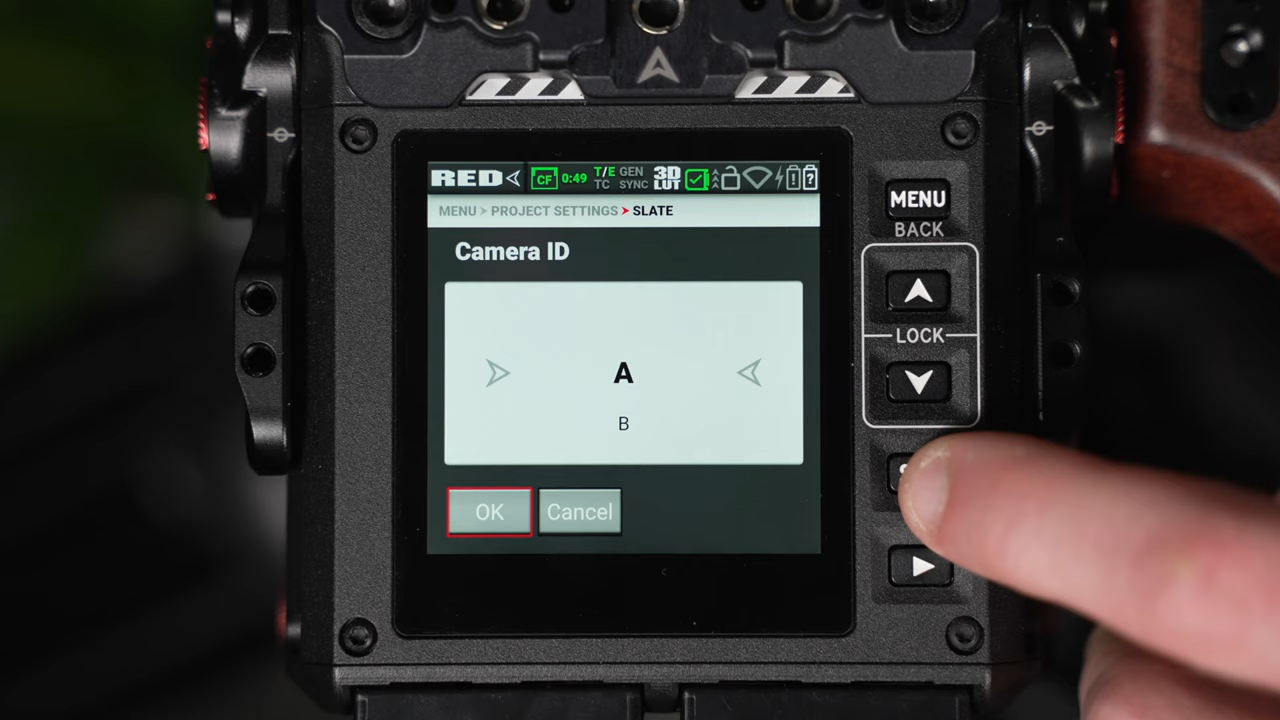 RED CF 0:49 T/E TC GEN SYNC 3D LUT
MENU > PROJECT SETTINGS > SLATE
Camera ID
A
B
OK Cancel
MENU
BACK
LOCK